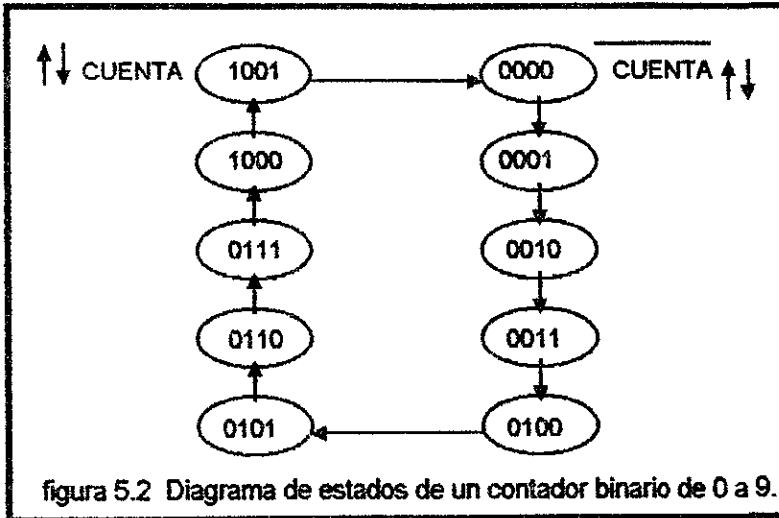 ↑↓ CUENTA 1001 0000 CUENTA ↑↓
1000 0001
0111 0010
0110 0011
0101 0100
figura 5.2 Diagrama de estados de un contador binario de 0 a 9.